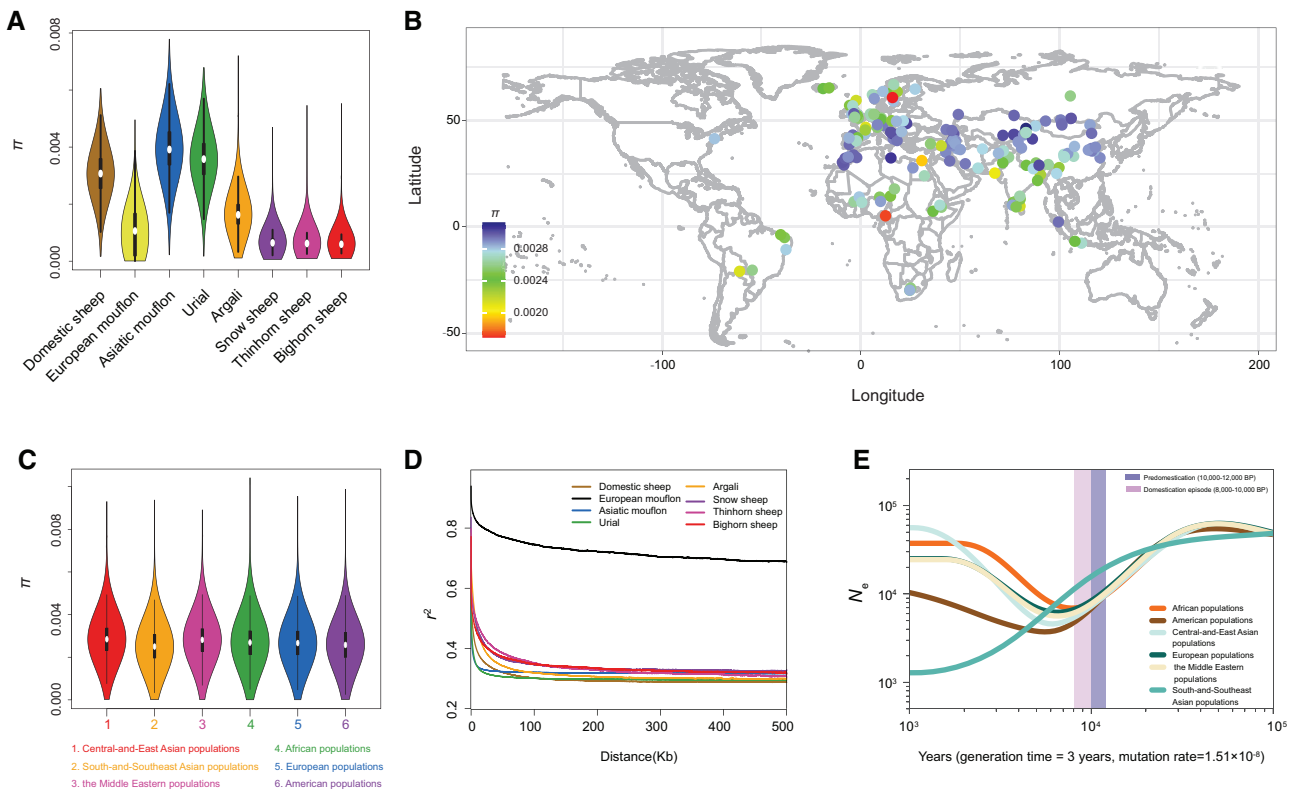 A
0.008
0.004
0.000
π
Domestic sheep
European mouflon
Asiatic mouflon
Urial
Argali
Snow sheep
Thinhorn sheep
Bighorn sheep
B
Latitude
50
0
-50
π
0.0028
0.0024
0.0020
-100
0
100
200
Longitude
C
0.008
0.004
0.000
π
1
2
3
4
5
6
1. Central-and-East Asian populations
2. South-and-Southeast Asian populations
3. the Middle Eastern populations
4. African populations
5. European populations
6. American populations
D
r²
0.8
0.6
0.4
0.2
Domestic sheep
European mouflon
Asiatic mouflon
Urial
Argali
Snow sheep
Thinhorn sheep
Bighorn sheep
0
100
200
300
400
500
Distance(Kb)
E
Nₑ
10⁵
10⁴
10³
Predomestication (10,000-12,000 BP)
Domestication episode (8,000-10,000 BP)
African populations
American populations
Central-and-East Asian
populations
European populations
the Middle Eastern
populations
South-and-Southeast
Asian populations
10³
10⁴
10⁵
Years (generation time = 3 years, mutation rate=1.51×10⁻⁸)